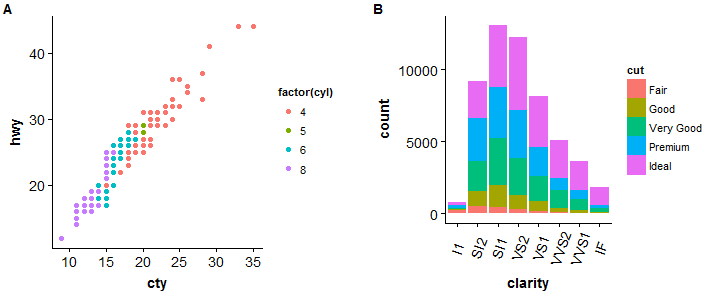 A
hwy
40
30
20
10 15 20 25 30 35
cty
factor(cyl)
4
5
6
8
B
count
10000
5000
0
I1 SI2 SI1 VS2 VS1 VVS2 VVS1 IF
clarity
cut
Fair
Good
Very Good
Premium
Ideal